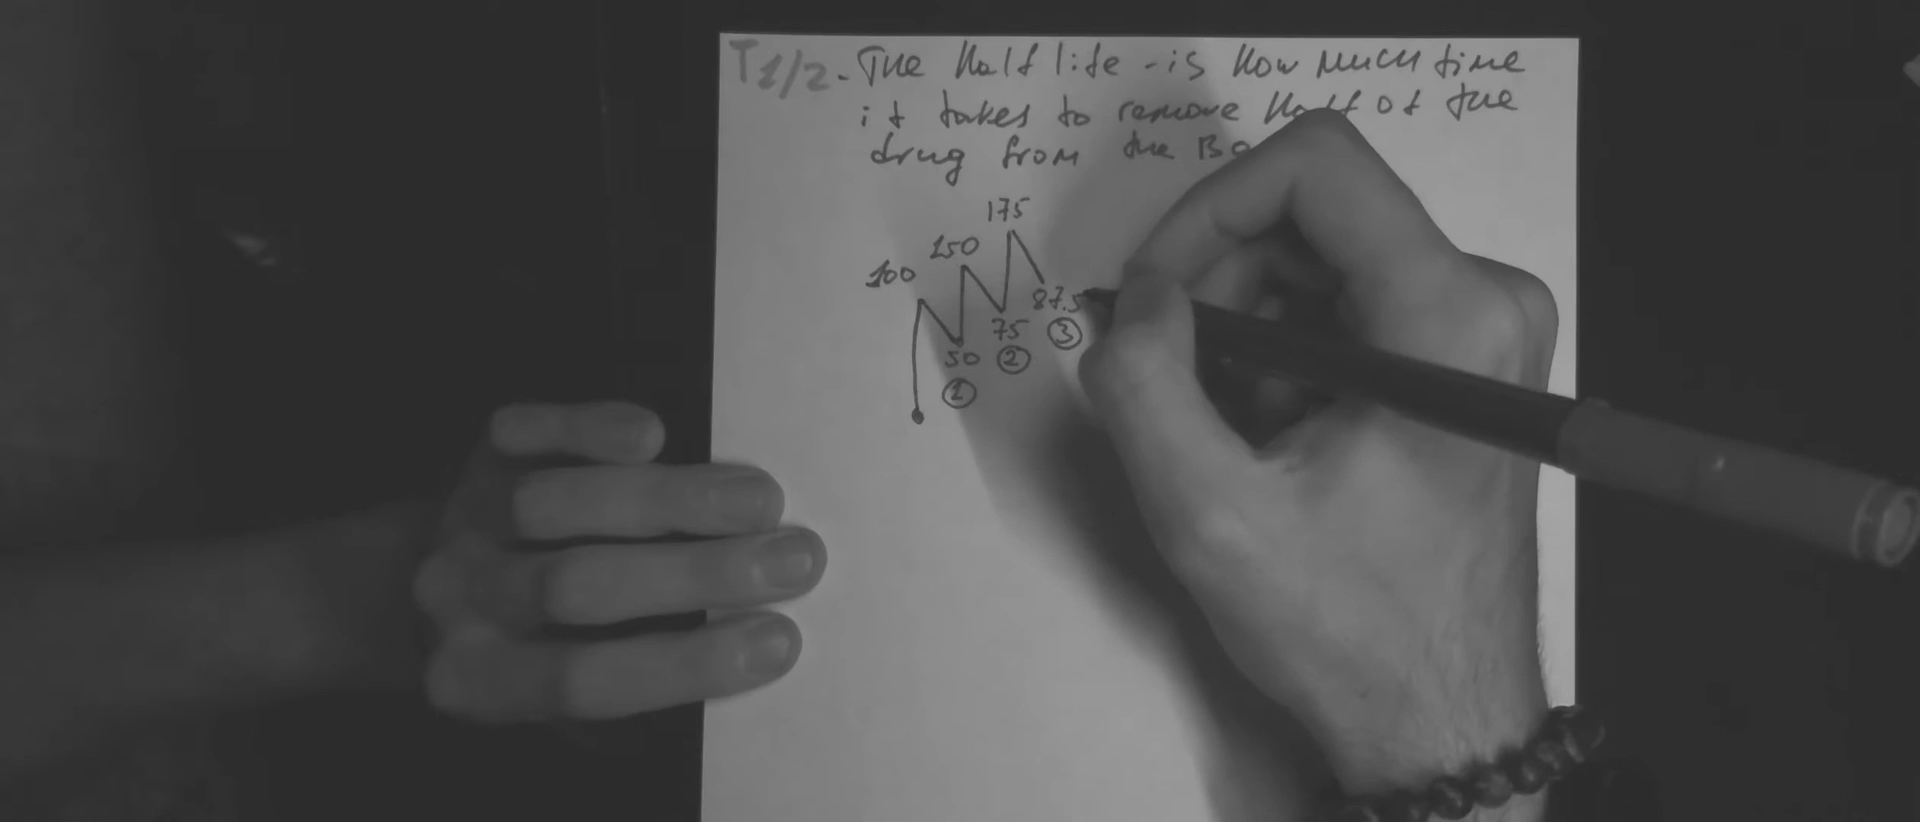 T1/2 - The Half life - is How much time
it takes to remove Half of the
drug from the Bo
175
150
100
87.5
75 3
50 2
1